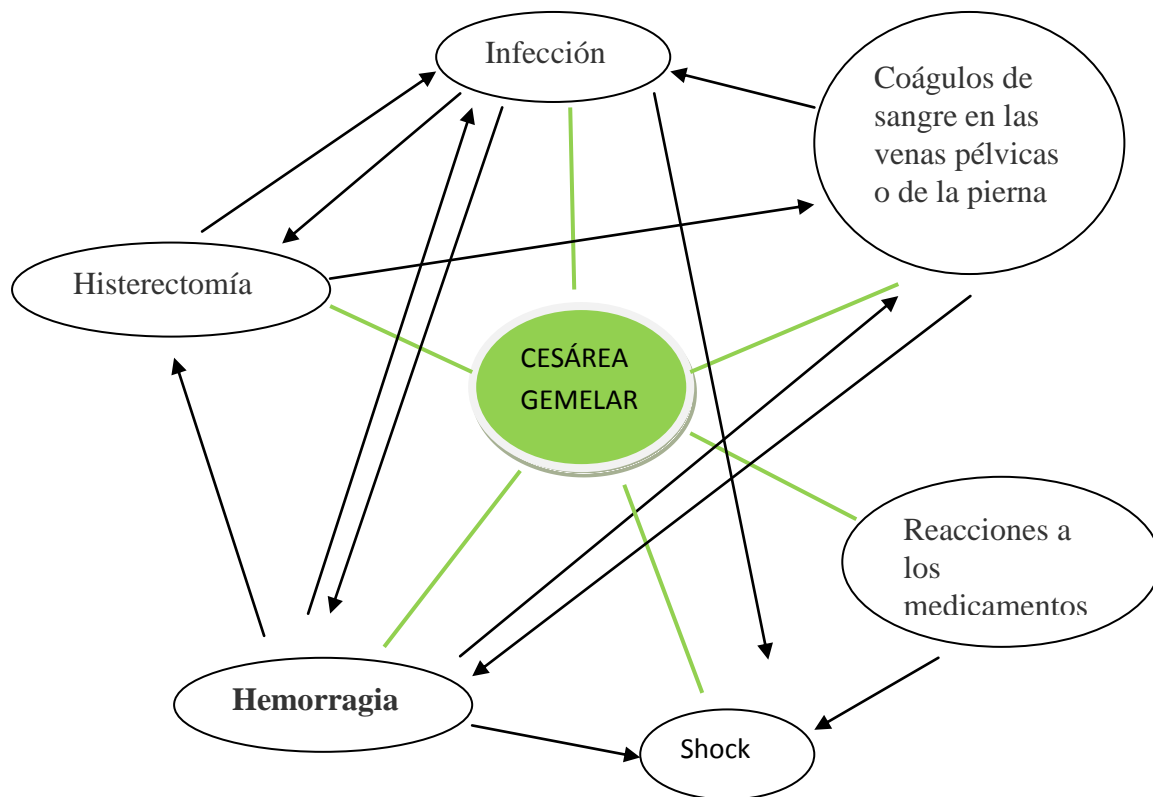 Infección
Coágulos de
sangre en las
venas pélvicas
o de la pierna
Histerectomía
CESÁREA
GEMELAR
Reacciones a
los
medicamentos
Hemorragia
Shock